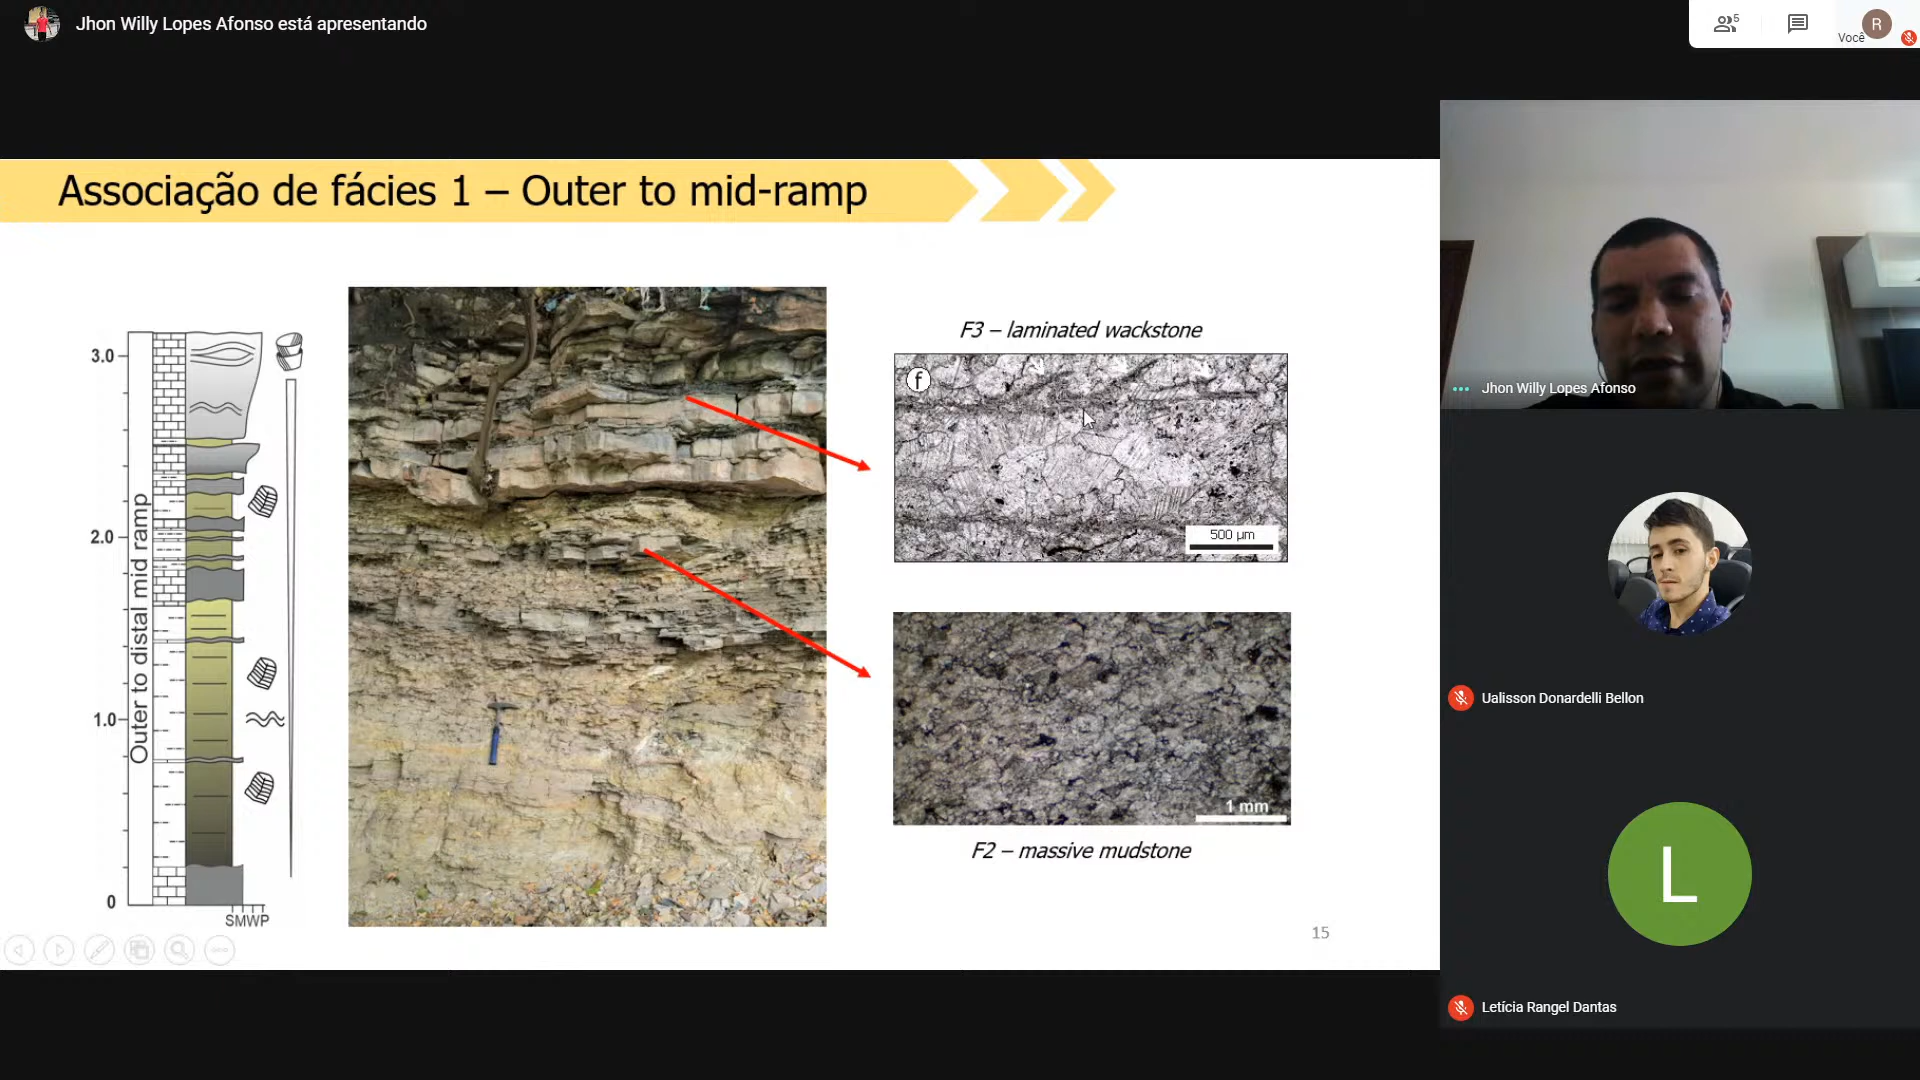 Jhon Willy Lopes Afonso está apresentando
5
Você
R
Associação de fácies 1 – Outer to mid-ramp
3.0
2.0
1.0
0
Outer to distal mid ramp
SMWP
F3 – laminated wackstone
f
500 µm
1 mm
F2 – massive mudstone
15
Jhon Willy Lopes Afonso
Ualisson Donardelli Bellon
L
Letícia Rangel Dantas